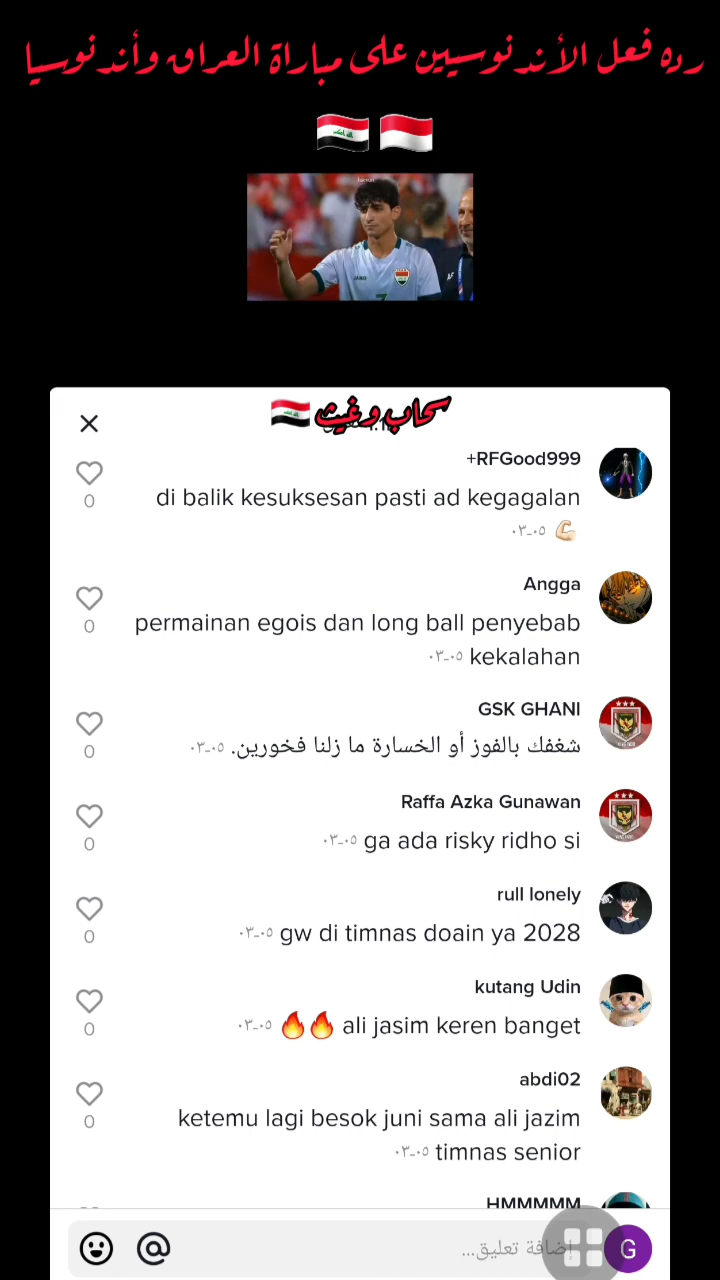 رده فعل الأندنوسيين على مباراة العراق وأندنوسيا
سحاب وغيث
+RFGood999
di balik kesuksesan pasti ad kegagalan
٠٣-٠٥
0
Angga
permainan egois dan long ball penyebab
kekalahan ٠٣-٠٥
0
GSK GHANI
شغفك بالفوز أو الخسارة ما زلنا فخورين. ٠٣-٠٥
0
Raffa Azka Gunawan
ga ada risky ridho si ٠٣-٠٥
0
rull lonely
gw di timnas doain ya 2028 ٠٣-٠٥
0
kutang Udin
ali jasim keren banget ٠٣-٠٥
0
abdi02
ketemu lagi besok juni sama ali jazim
timnas senior ٠٣-٠٥
0
HMMMMM
إضافة تعليق...
G